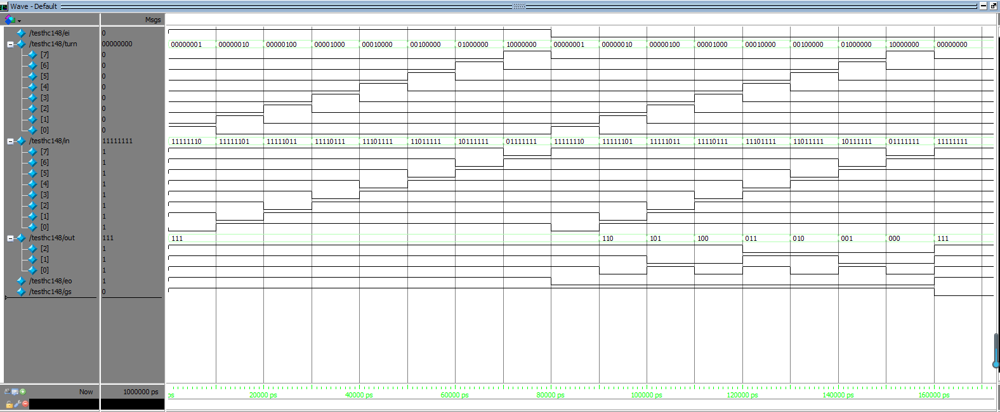 Wave - Default
Msgs
/testhc148/ei 0
/testhc148/turn 00000000 00000001 00000010 00000100 00001000 00010000 00100000 01000000 10000000 00000001 00000010 00000100 00001000 00010000 00100000 01000000 10000000 00000000
[7] 0
[6] 0
[5] 0
[4] 0
[3] 0
[2] 0
[1] 0
[0] 0
/testhc148/in 11111111 11111110 11111101 11111011 11110111 11101111 11011111 10111111 01111111 11111110 11111101 11111011 11110111 11101111 11011111 10111111 01111111 11111111
[7] 1
[6] 1
[5] 1
[4] 1
[3] 1
[2] 1
[1] 1
[0] 1
/testhc148/out 111 111 110 101 100 011 010 001 000 111
[2] 1
[1] 1
[0] 1
/testhc148/eo 1
/testhc148/gs 0
Now 1000000 ps
ps 20000 ps 40000 ps 60000 ps 80000 ps 100000 ps 120000 ps 140000 ps 160000 ps